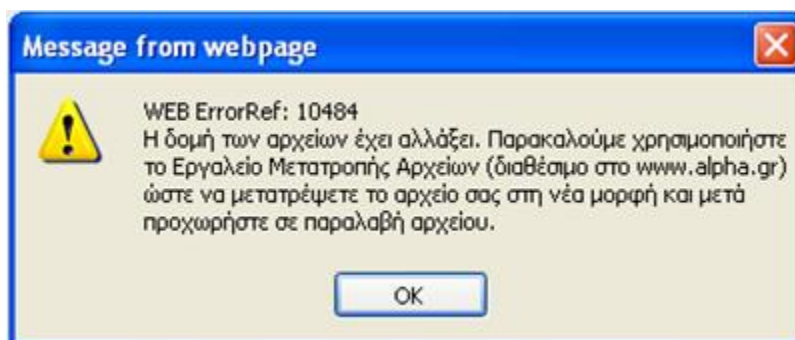 Message from webpage
WEB ErrorRef: 10484
Η δομή των αρχείων έχει αλλάξει. Παρακαλούμε χρησιμοποιήστε
το Εργαλείο Μετατροπής Αρχείων (διαθέσιμο στο www.alpha.gr)
ώστε να μετατρέψετε το αρχείο σας στη νέα μορφή και μετά
προχωρήστε σε παραλαβή αρχείου.
OK